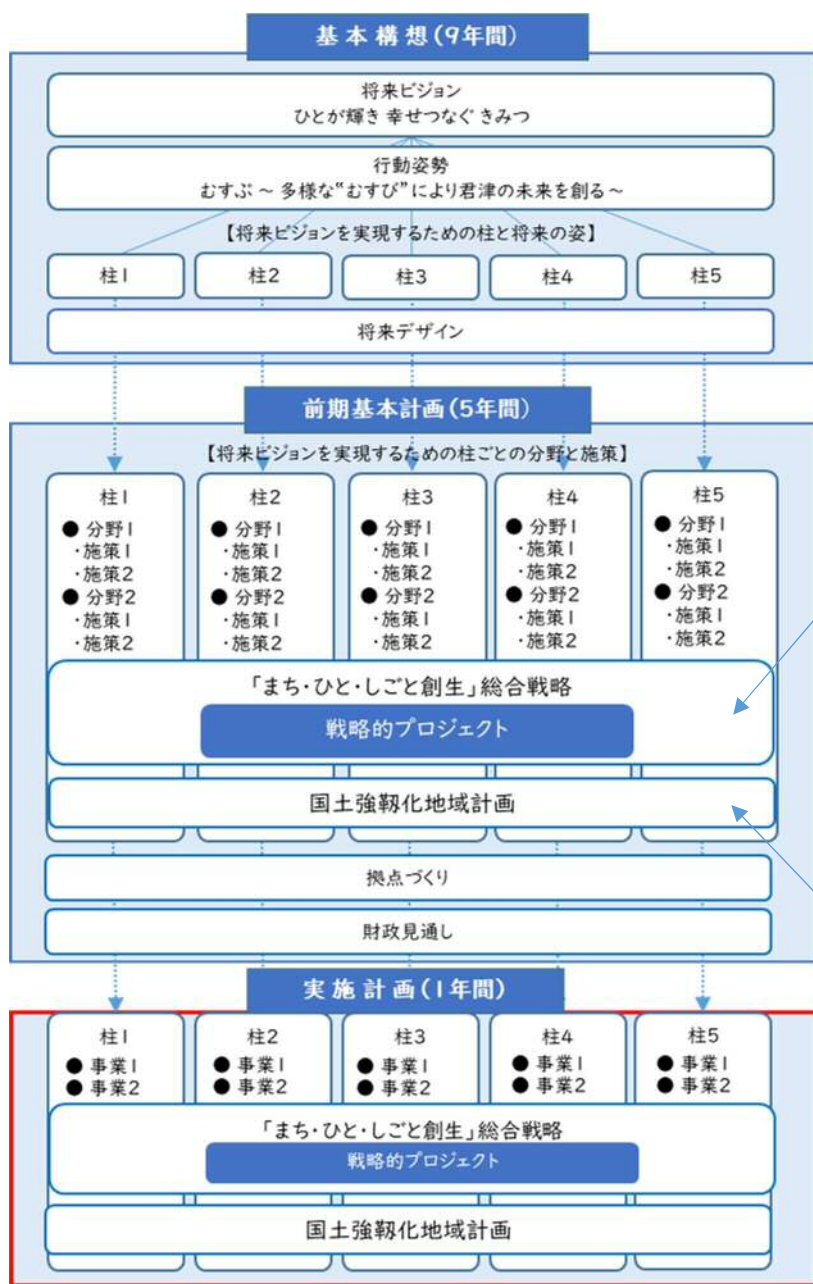 基本構想(9年間)
将来ビジョン
ひとが輝き 幸せつなぐ きみつ
行動姿勢
むすぶ ～ 多様な“むすび”により君津の未来を創る～
【将来ビジョンを実現するための柱と将来の姿】
柱1
柱2
柱3
柱4
柱5
将来デザイン
前期基本計画(5年間)
【将来ビジョンを実現するための柱ごとの分野と施策】
柱1
● 分野1
・施策1
・施策2
● 分野2
・施策1
・施策2
柱2
● 分野1
・施策1
・施策2
● 分野2
・施策1
・施策2
柱3
● 分野1
・施策1
・施策2
● 分野2
・施策1
・施策2
柱4
● 分野1
・施策1
・施策2
● 分野2
・施策1
・施策2
柱5
● 分野1
・施策1
・施策2
● 分野2
・施策1
・施策2
「まち・ひと・しごと創生」総合戦略
戦略的プロジェクト
国土強靱化地域計画
拠点づくり
財政見通し
実施計画(1年間)
柱1
● 事業1
● 事業2
柱2
● 事業1
● 事業2
柱3
● 事業1
● 事業2
柱4
● 事業1
● 事業2
柱5
● 事業1
● 事業2
「まち・ひと・しごと創生」総合戦略
戦略的プロジェクト
国土強靱化地域計画